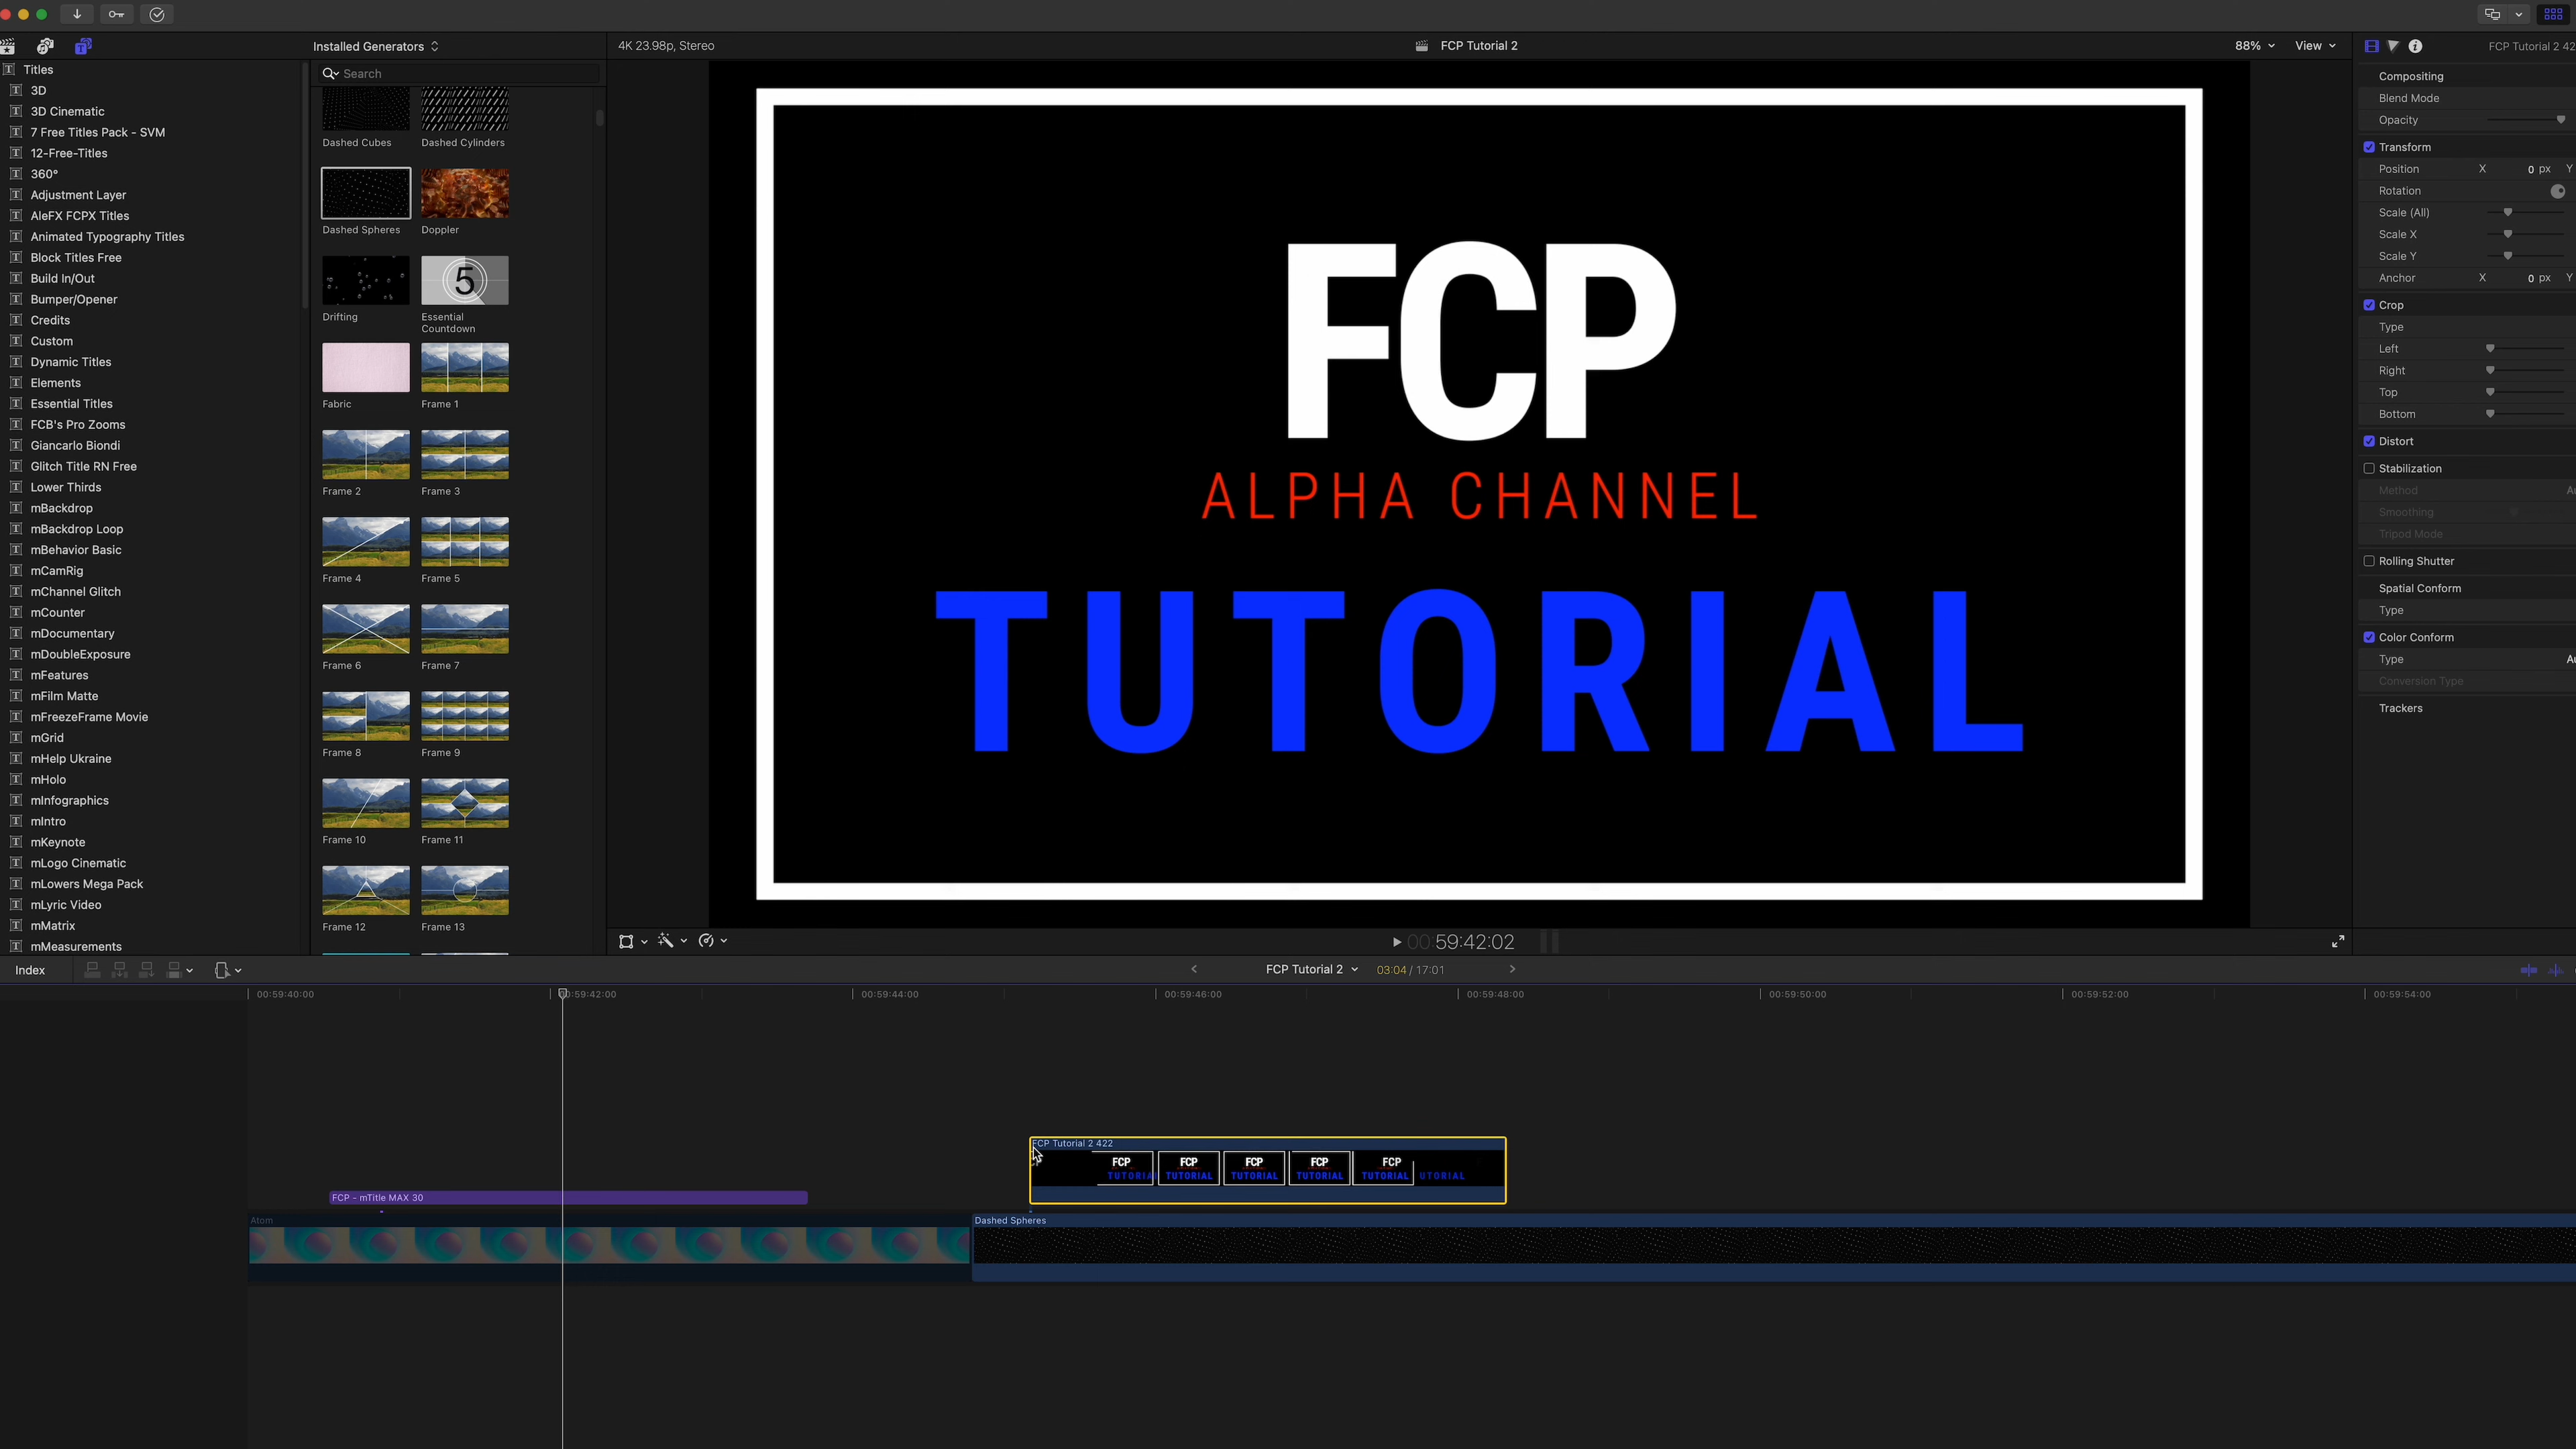 Installed Generators
4K 23.98p, Stereo
FCP Tutorial 2
88%
View
FCP Tutorial 2 42
Titles
3D
3D Cinematic
7 Free Titles Pack - SVM
12-Free-Titles
360°
Adjustment Layer
AleFX FCPX Titles
Animated Typography Titles
Block Titles Free
Build In/Out
Bumper/Opener
Credits
Custom
Dynamic Titles
Elements
Essential Titles
FCB's Pro Zooms
Giancarlo Biondi
Glitch Title RN Free
Lower Thirds
mBackdrop
mBackdrop Loop
mBehavior Basic
mCamRig
mChannel Glitch
mCounter
mDocumentary
mDoubleExposure
mFeatures
mFilm Matte
mFreezeFrame Movie
mGrid
mHelp Ukraine
mHolo
mInfographics
mIntro
mKeynote
mLogo Cinematic
mLowers Mega Pack
mLyric Video
mMatrix
mMeasurements
Search
Dashed Cubes
Dashed Cylinders
Dashed Spheres
Doppler
5
Drifting
Essential
Countdown
Fabric
Frame 1
Frame 2
Frame 3
Frame 4
Frame 5
Frame 6
Frame 7
Frame 8
Frame 9
Frame 10
Frame 11
Frame 12
Frame 13
FCP
ALPHA CHANNEL
TUTORIAL
00:59:42:02
Compositing
Blend Mode
Opacity
Transform
Position X 0 px Y
Rotation
Scale (All)
Scale X
Scale Y
Anchor X 0 px Y
Crop
Type
Left
Right
Top
Bottom
Distort
Stabilization
Method Au
Smoothing
Tripod Mode
Rolling Shutter
Spatial Conform
Type
Color Conform
Type Au
Conversion Type
Trackers
Index
FCP Tutorial 2
03:04 / 17:01
00:59:40:00
00:59:42:00
00:59:44:00
00:59:46:00
00:59:48:00
00:59:50:00
00:59:52:00
00:59:54:00
FCP Tutorial 2 422
FCP FCP FCP FCP FCP
TUTORIAL TUTORIAL TUTORIAL TUTORIAL TUTORIAL UTORIAL
FCP - mTitle MAX 30
Atom
Dashed Spheres